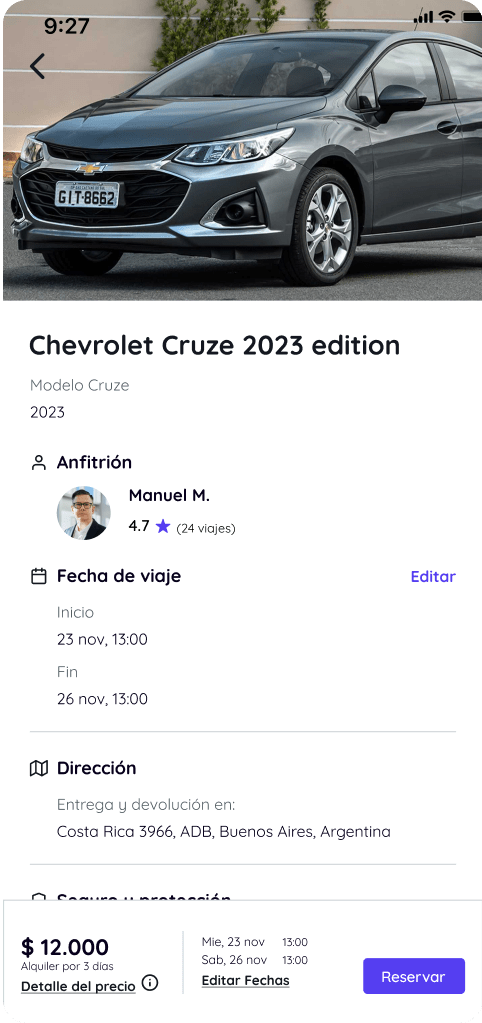 9:27
GIT·8662
Chevrolet Cruze 2023 edition
Modelo Cruze
2023
Anfitrión
Manuel M.
4.7 ★ (24 viajes)
Fecha de viaje Editar
Inicio
23 nov, 13:00
Fin
26 nov, 13:00
Dirección
Entrega y devolución en:
Costa Rica 3966, ADB, Buenos Aires, Argentina
Seguro y protección
$ 12.000
Alquiler por 3 días
Detalle del precio
Mie, 23 nov 13:00
Sab, 26 nov 13:00
Editar Fechas
Reservar